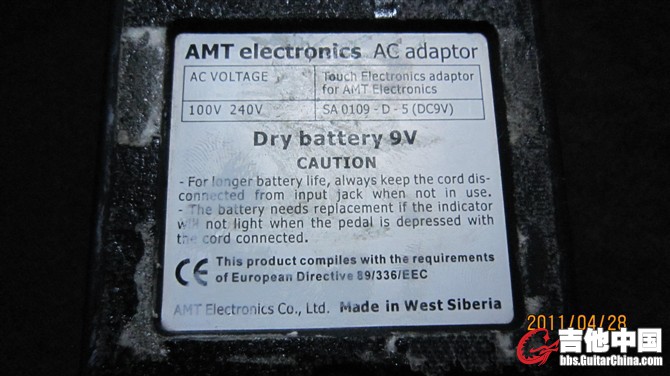 AMT electronics AC adaptor
AC VOLTAGE
Touch Electronics adaptor
for AMT Electronics
100V 240V
SA 0109 - D - 5 (DC9V)
Dry battery 9V
CAUTION
- For longer battery life, always keep the cord dis-
connected from input jack when not in use.
- The battery needs replacement if the indicator
will not light when the pedal is depressed with
the cord connected.
CE This product compiles with the requirements
of European Directive 89/336/EEC
AMT Electronics Co., Ltd. Made in West Siberia
2011/04/28
吉他中国
bbs.GuitarChina.com